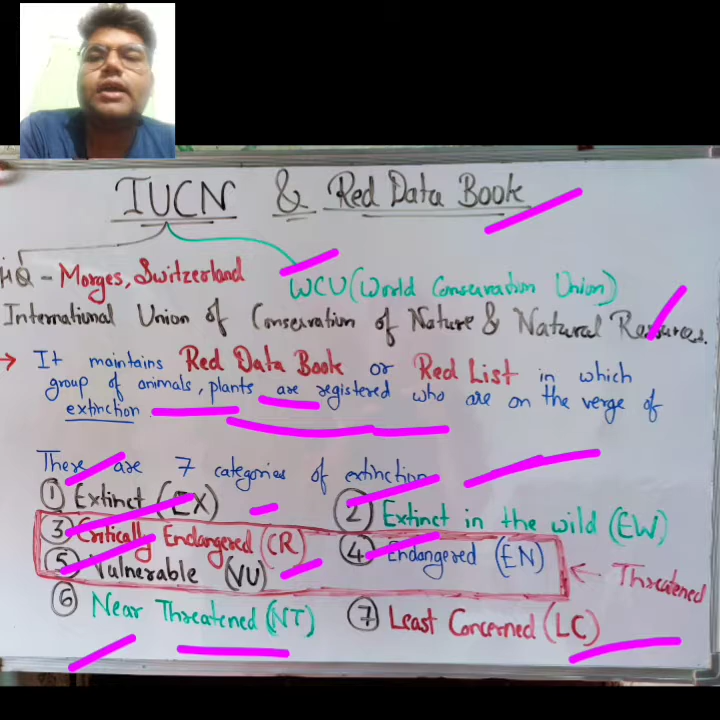 IUCN & Red Data Book
HQ - Morges, Switzerland
WCU (World Conservation Union)
International Union of Conservation of Nature & Natural Resources.
→ It maintains Red Data Book or Red List in which
group of animals, plants are registered who are on the verge of
extinction
There are 7 categories of extinction
① Extinct (EX) ② Extinct in the wild (EW)
③ Critically Endangered (CR) ④ Endangered (EN)
⑤ Vulnerable (VU) ← Threatened
⑥ Near Threatened (NT) ⑦ Least Concerned (LC)